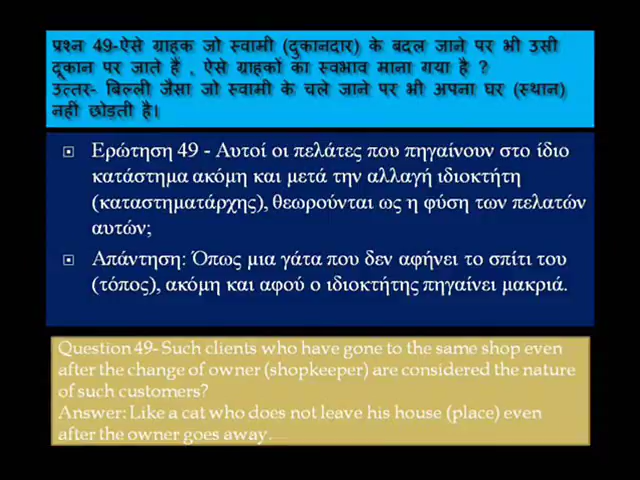 प्रश्न 49-ऐसे ग्राहक जो स्वामी (दुकानदार) के बदल जाने पर भी उसी
दूकान पर जाते हैं , ऐसे ग्राहकों का स्वभाव माना गया है ?
उत्तर- बिल्ली जैसा जो स्वामी के चले जाने पर भी अपना घर (स्थान)
नहीं छोड़ती है।
Ερώτηση 49 - Αυτοί οι πελάτες που πηγαίνουν στο ίδιο
κατάστημα ακόμη και μετά την αλλαγή ιδιοκτήτη
(καταστηματάρχης), θεωρούνται ως η φύση των πελατών
αυτών;
Απάντηση: Όπως μια γάτα που δεν αφήνει το σπίτι του
(τόπος), ακόμη και αφού ο ιδιοκτήτης πηγαίνει μακριά.
Question 49- Such clients who have gone to the same shop even
after the change of owner (shopkeeper) are considered the nature
of such customers?
Answer: Like a cat who does not leave his house (place) even
after the owner goes away.